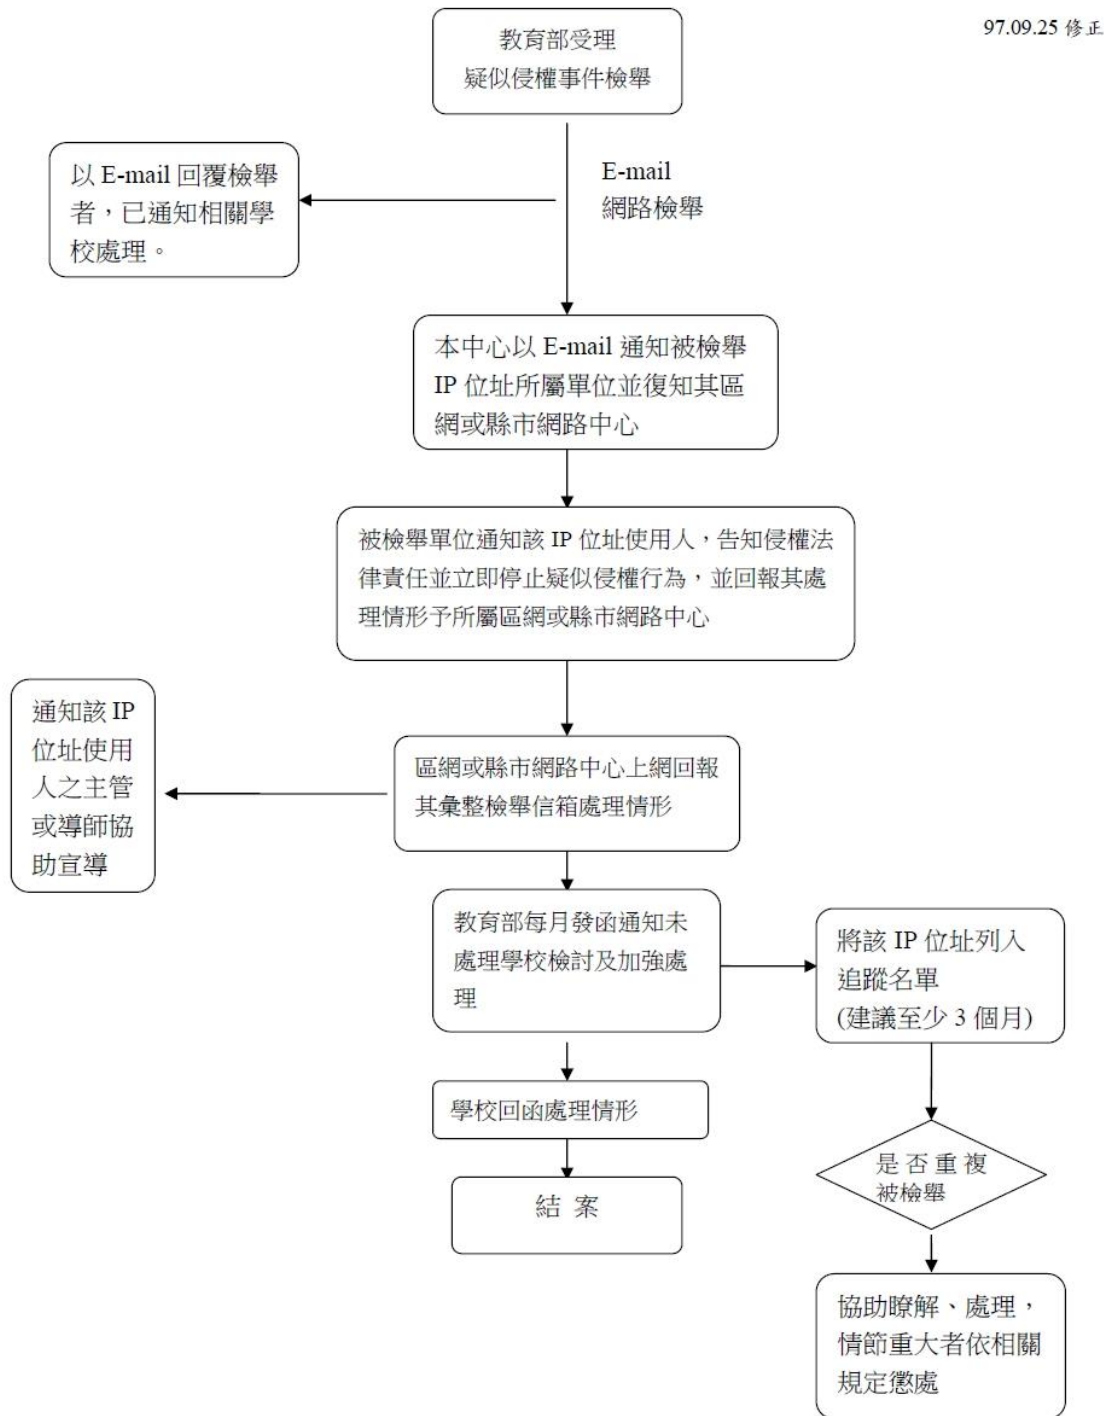 97.09.25 修正
教育部受理
疑似侵權事件檢舉
以 E-mail 回覆檢舉
者，已通知相關學
校處理。
E-mail
網路檢舉
本中心以 E-mail 通知被檢舉
IP 位址所屬單位並復知其區
網或縣市網路中心
被檢舉單位通知該 IP 位址使用人，告知侵權法
律責任並立即停止疑似侵權行為，並回報其處
理情形予所屬區網或縣市網路中心
通知該 IP
位址使用
人之主管
或導師協
助宣導
區網或縣市網路中心上網回報
其彙整檢舉信箱處理情形
教育部每月發函通知未
處理學校檢討及加強處
理
將該 IP 位址列入
追蹤名單
(建議至少 3 個月)
學校回函處理情形
結 案
是 否 重 複
被檢舉
協助瞭解、處理，
情節重大者依相關
規定懲處